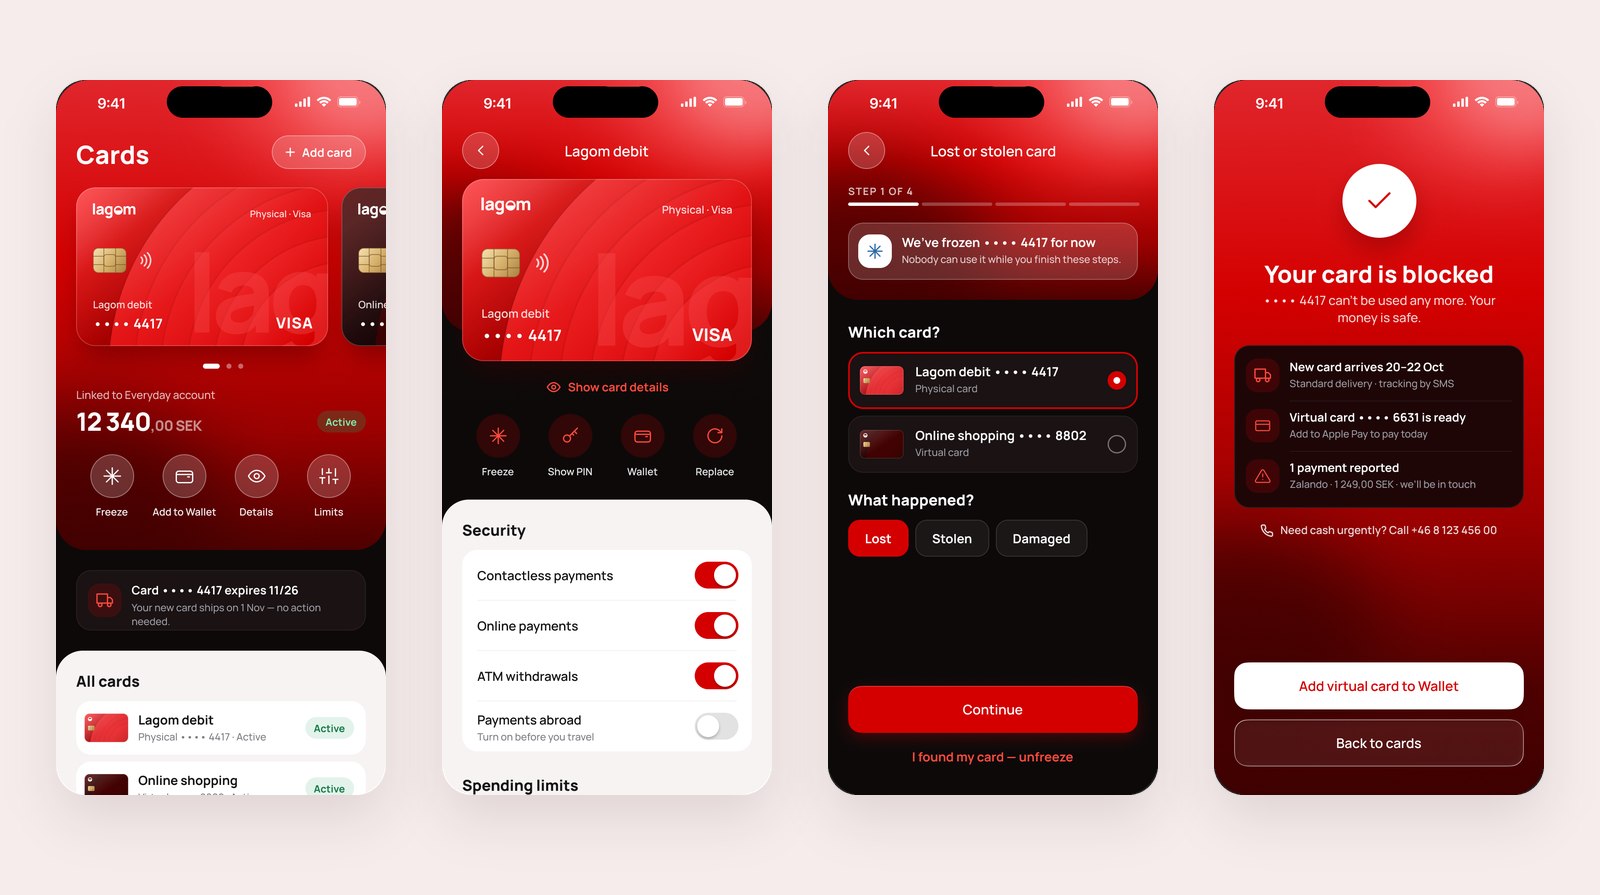 9:41
Cards
+ Add card
lagom
Physical · Visa
lag
Lagom debit
•••• 4417
VISA
lago
Online
•••
Linked to Everyday account
12 340,00 SEK
Active
Freeze
Add to Wallet
Details
Limits
Card •••• 4417 expires 11/26
Your new card ships on 1 Nov — no action
needed.
All cards
Lagom debit
Physical •••• 4417 · Active
Active
Online shopping
Active
9:41
Lagom debit
lagom
Physical · Visa
lag
Lagom debit
•••• 4417
VISA
Show card details
Freeze
Show PIN
Wallet
Replace
Security
Contactless payments
Online payments
ATM withdrawals
Payments abroad
Turn on before you travel
Spending limits
9:41
Lost or stolen card
STEP 1 OF 4
We've frozen •••• 4417 for now
Nobody can use it while you finish these steps.
Which card?
Lagom debit •••• 4417
Physical card
Online shopping •••• 8802
Virtual card
What happened?
Lost
Stolen
Damaged
Continue
I found my card — unfreeze
9:41
Your card is blocked
•••• 4417 can't be used any more. Your
money is safe.
New card arrives 20–22 Oct
Standard delivery · tracking by SMS
Virtual card •••• 6631 is ready
Add to Apple Pay to pay today
1 payment reported
Zalando · 1 249,00 SEK · we'll be in touch
Need cash urgently? Call +46 8 123 456 00
Add virtual card to Wallet
Back to cards